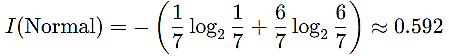 I(Normal) = −(1/7 log₂ 1/7 + 6/7 log₂ 6/7) ≈ 0.592